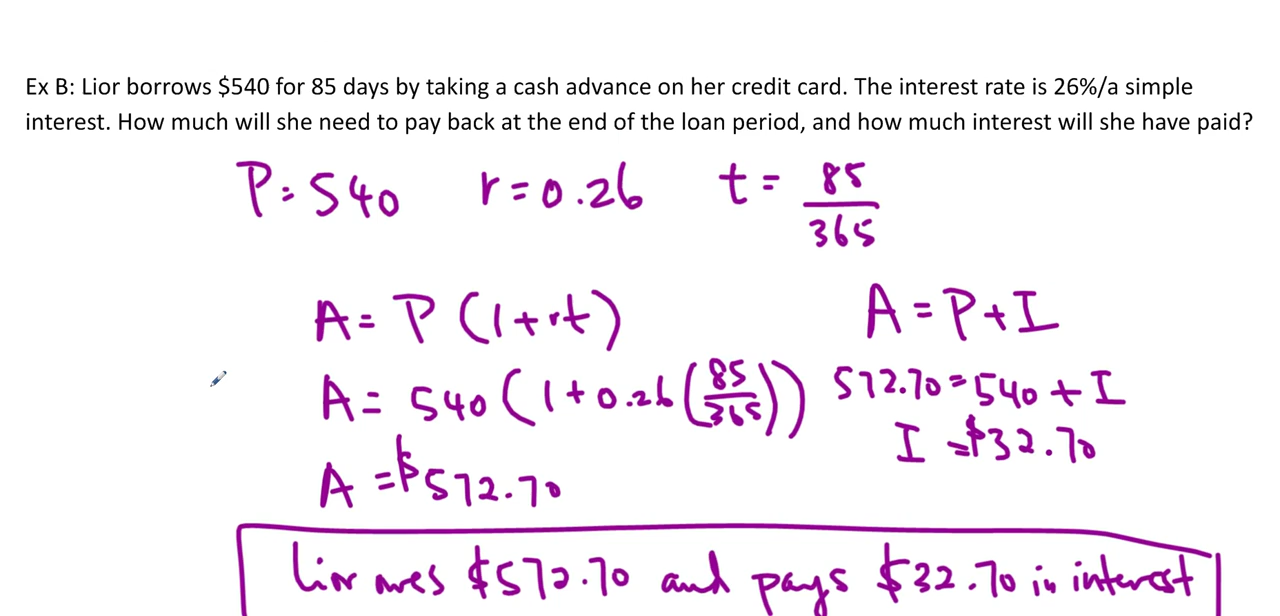 Ex B: Lior borrows $540 for 85 days by taking a cash advance on her credit card. The interest rate is 26%/a simple
interest. How much will she need to pay back at the end of the loan period, and how much interest will she have paid?
P = 540 r = 0.26 t = 85/365
A = P (1 + rt) A = P + I
A = 540 (1 + 0.26 (85/365)) 572.70 = 540 + I
I = $32.70
A = $572.70
Lior owes $572.70 and pays $32.70 in interest